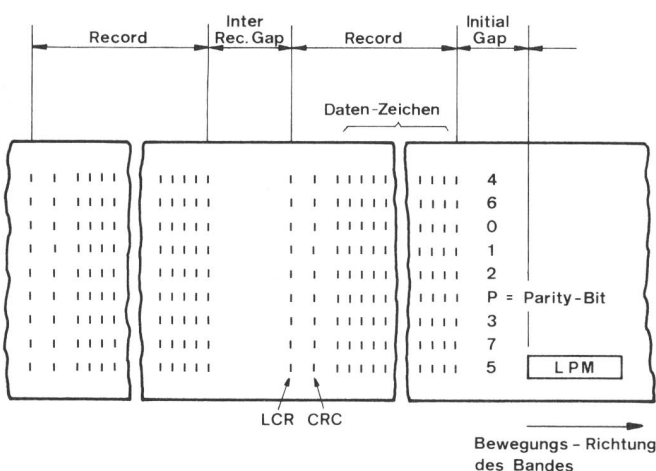 Record
Inter
Rec. Gap
Record
Initial
Gap
Daten-Zeichen
4
6
0
1
2
P = Parity-Bit
3
7
5
LPM
LCR CRC
Bewegungs - Richtung
des Bandes